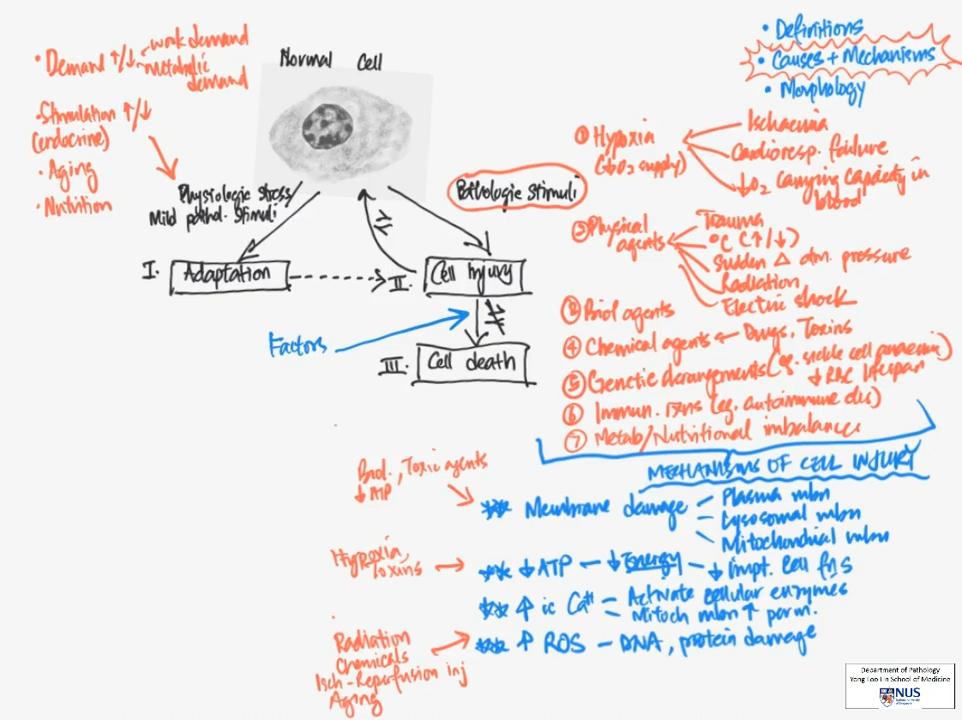 • Demand ↑/↓ work demand
metabolic demand
• Stimulation ↑/↓
(endocrine)
• Aging
• Nutrition
Normal Cell
Physiologic stress/
Mild pathol. stimuli
Pathologic stimuli
I. Adaptation
II. Cell injury
Factors
III. Cell death
• Definitions
• Causes + Mechanisms
• Morphology
① Hypoxia
(↓O₂ supply)
Ischaemia
Cardioresp. failure
↓O₂ carrying capacity in
blood
② Physical
agents
Trauma
°C (↑/↓)
Sudden Δ atm. pressure
Radiation
Electric shock
③ Biol agents
④ Chemical agents ← Drugs, Toxins
⑤ Genetic derangements (eg. sickle cell anaemia)
↓ RBC lifespan
⑥ Immun. rxns (eg. autoimmune dis)
⑦ Metab/Nutritional imbalances
MECHANISMS OF CELL INJURY
Biol., Toxic agents
↓ ATP
** Membrane damage
Plasma mbn
Lysosomal mbn
Mitochondrial mbn
Hypoxia,
toxins →
** ↓ ATP – ↓ Energy – ↓ Impt. cell fns
** ↑ ic Ca++ = Activate cellular enzymes
Mitoch mbn ↑ perm.
** ↑ ROS – DNA, protein damage
Radiation
Chemicals
Isch-Reperfusion inj
Aging
Department of Pathology
Yong Loo Lin School of Medicine
NUS